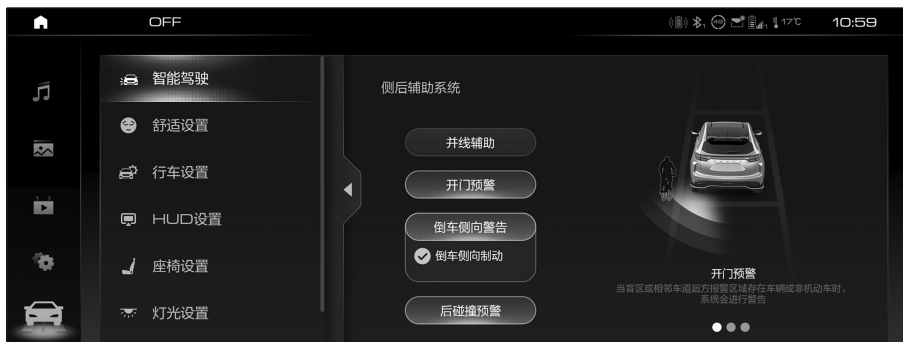 OFF
17℃
10:59
智能驾驶
舒适设置
行车设置
HUD设置
座椅设置
灯光设置
侧后辅助系统
并线辅助
开门预警
倒车侧向警告
倒车侧向制动
后碰撞预警
开门预警
当盲区或相邻车道后方报警区域存在车辆或非机动车时，
系统会进行警告